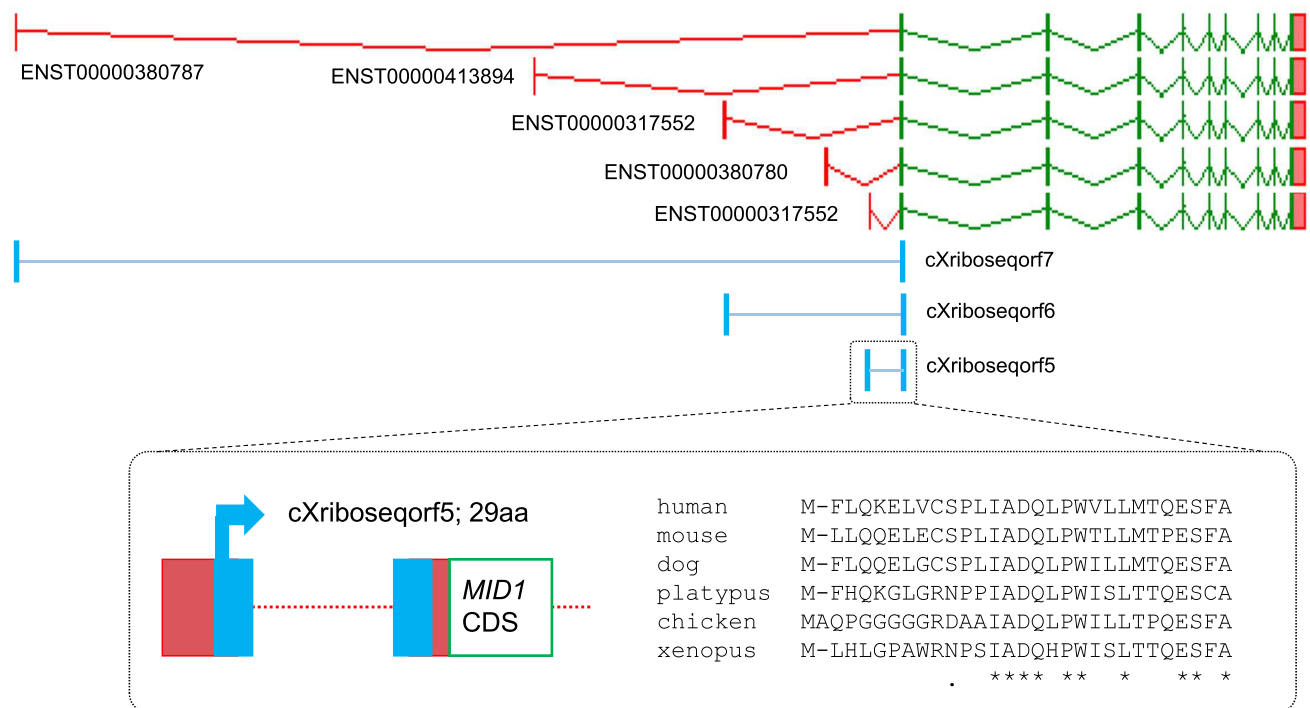 ENST00000380787
ENST00000413894
ENST00000317552
ENST00000380780
ENST00000317552
cXriboseqorf7
cXriboseqorf6
cXriboseqorf5
cXriboseqorf5; 29aa
MID1
CDS
human M-FLQKELVCSPLIADQLPWVLLMTQESFA
mouse M-LLQQELECSPLIADQLPWTLLMTPESFA
dog M-FLQQELGCSPLIADQLPWILLMTQESFA
platypus M-FHQKGLGRNPPIADQLPWISLTTQESCA
chicken MAQPGGGGGRDAAIADQLPWILLTPQESFA
xenopus M-LHLGPAWRNPSIADQHPWISLTTQESFA
. **** ** * ** *